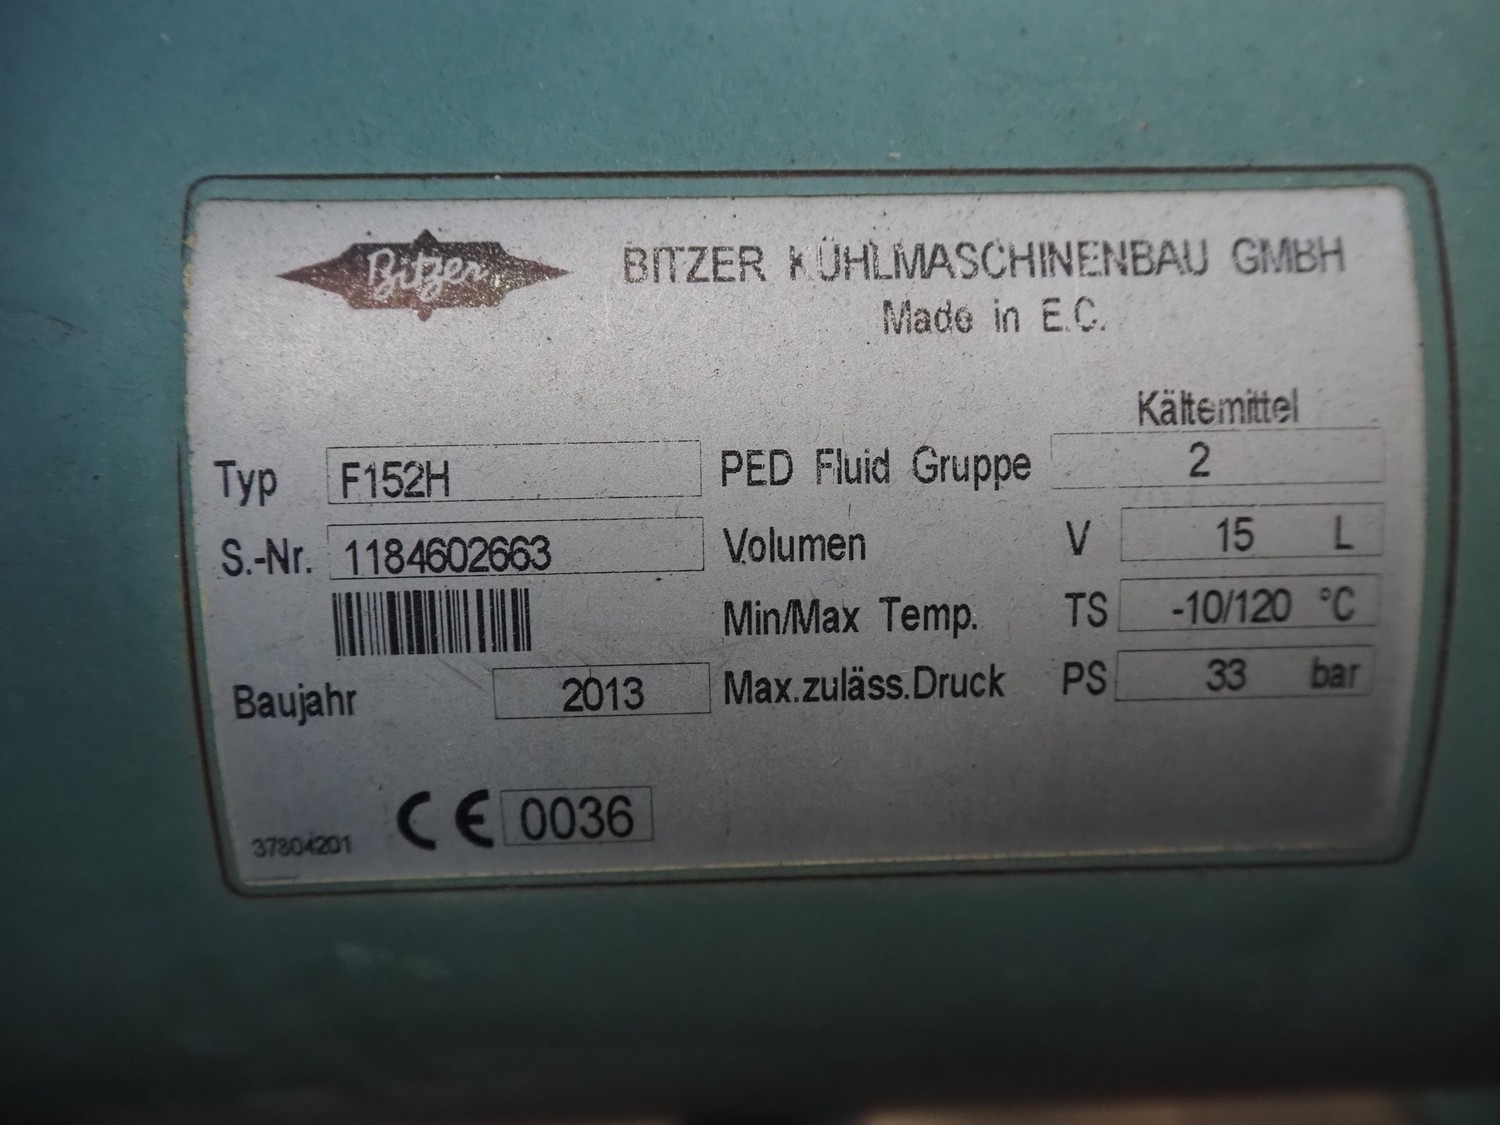 Bitzer
BITZER KÜHLMASCHINENBAU GMBH
Made in E.C.
Kältemittel
Typ F152H PED Fluid Gruppe 2
S.-Nr. 1184602663 Volumen V 15 L
Min/Max Temp. TS -10/120 °C
Baujahr 2013 Max.zuläss.Druck PS 33 bar
37804201 CE 0036